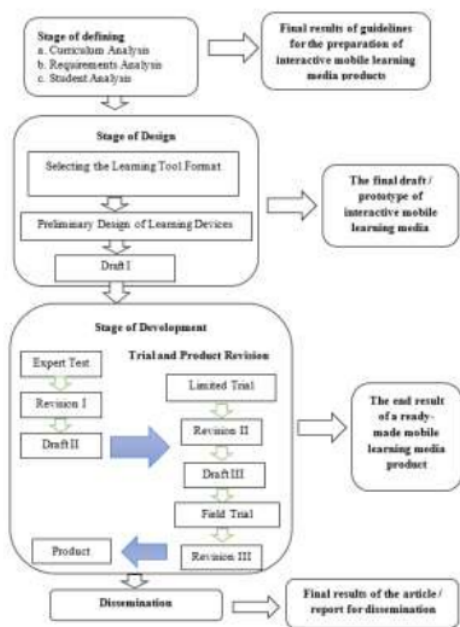 Stage of defining
a. Curriculum Analysis
b. Requirements Analysis
c. Student Analysis
Final results of guidelines
for the preparation of
interactive mobile learning
media products
Stage of Design
Selecting the Learning Tool Format
Preliminary Design of Learning Devices
Draft I
The final draft /
prototype of
interactive mobile
learning media
Stage of Development
Expert Test
Revision I
Draft II
Trial and Product Revision
Limited Trial
Revision II
Draft III
Field Trial
Revision III
Product
The end result
of a ready-
made mobile
learning media
product
Dissemination
Final results of the article /
report for dissemination